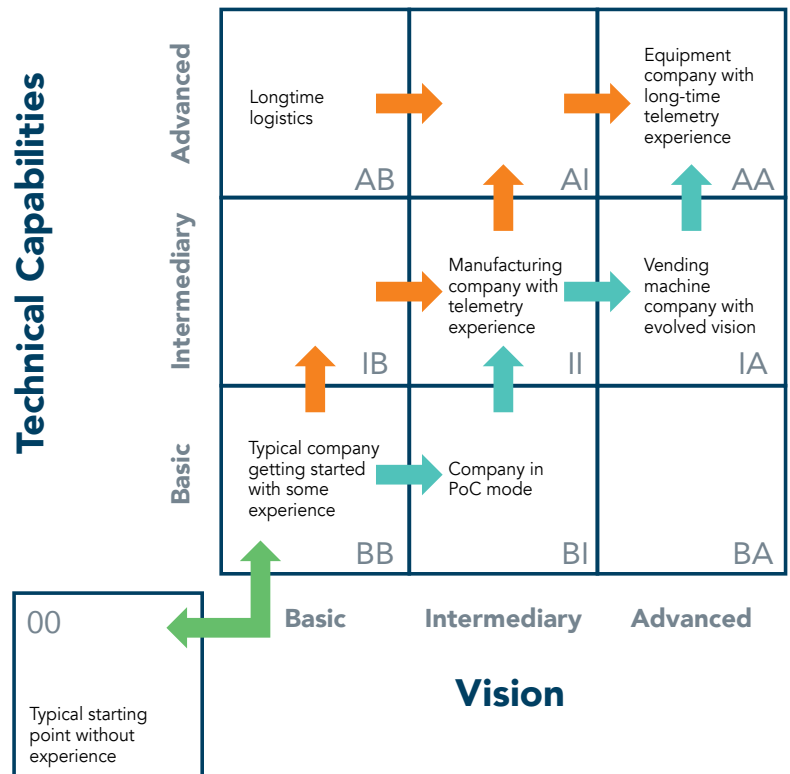 Technical Capabilities
Advanced
Longtime
logistics
AB
AI
Equipment
company with
long-time
telemetry
experience
AA
Intermediary
IB
Manufacturing
company with
telemetry
experience
II
Vending
machine
company with
evolved vision
IA
Basic
Typical company
getting started
with some
experience
BB
Company in
PoC mode
BI
BA
Basic
Intermediary
Advanced
Vision
00
Typical starting
point without
experience